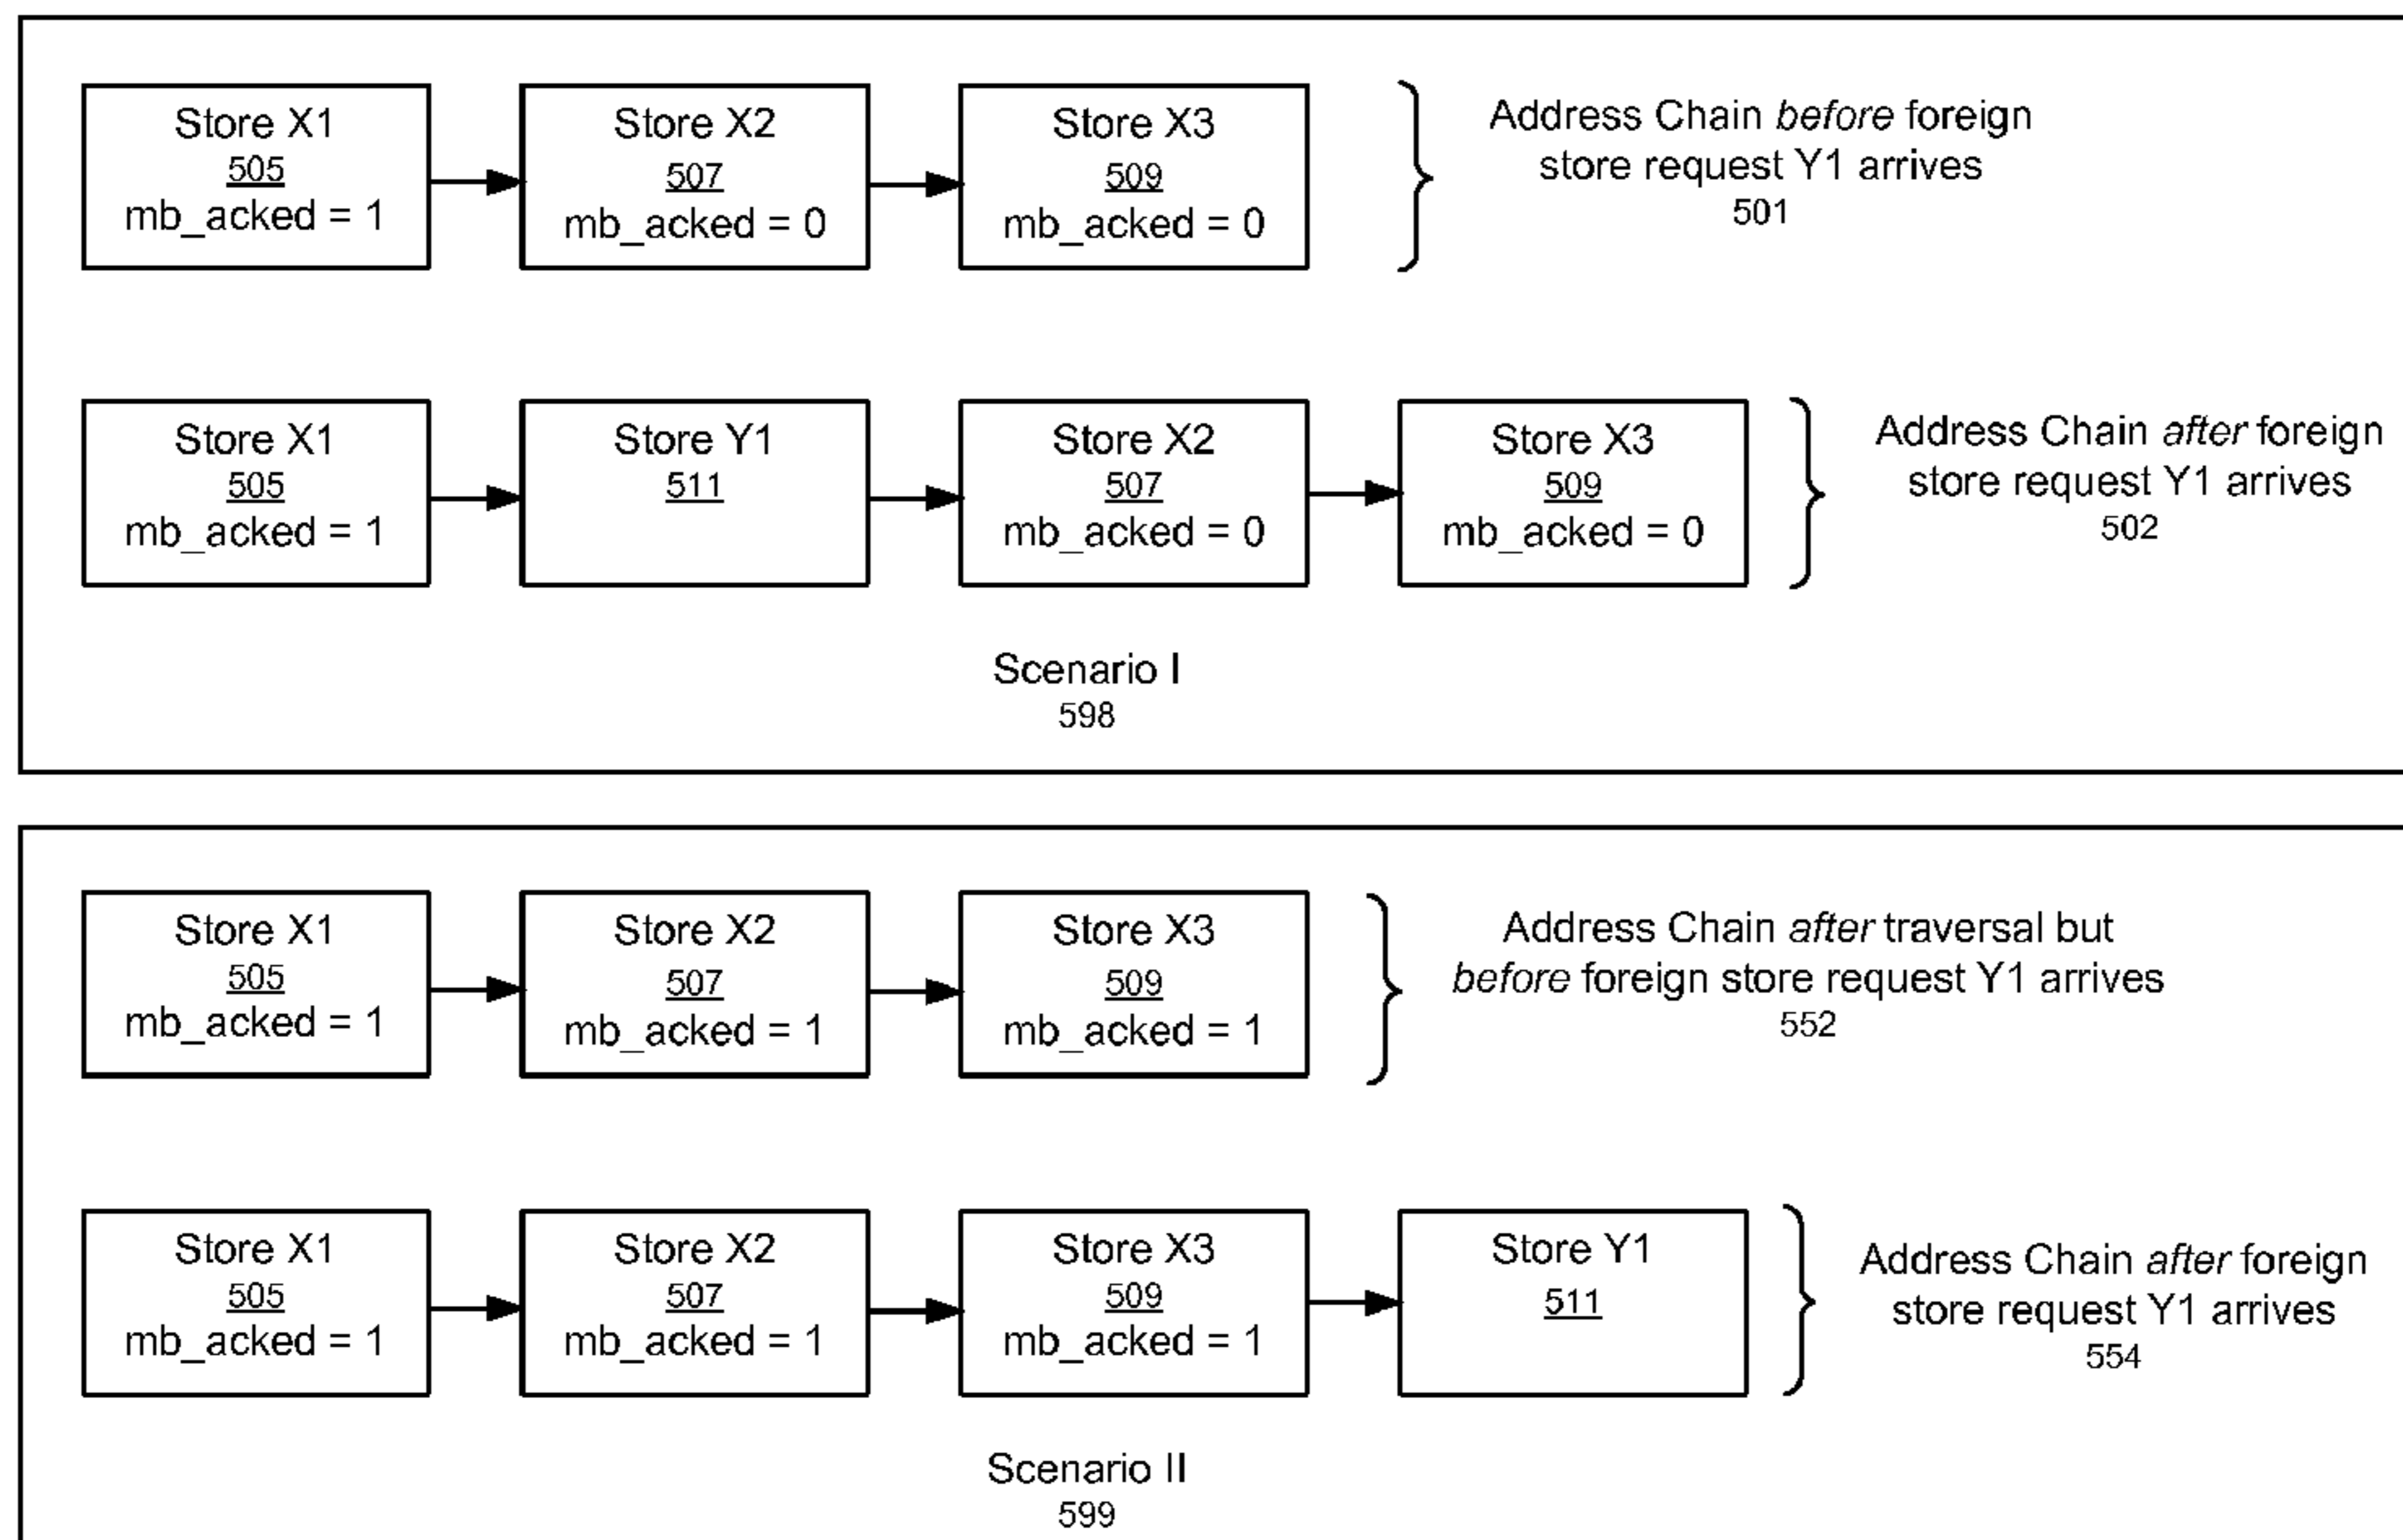 Store X1
505
mb_acked = 1
Store X2
507
mb_acked = 0
Store X3
509
mb_acked = 0
Address Chain before foreign
store request Y1 arrives
501
Store X1
505
mb_acked = 1
Store Y1
511
Store X2
507
mb_acked = 0
Store X3
509
mb_acked = 0
Address Chain after foreign
store request Y1 arrives
502
Scenario I
598
Store X1
505
mb_acked = 1
Store X2
507
mb_acked = 1
Store X3
509
mb_acked = 1
Address Chain after traversal but
before foreign store request Y1 arrives
552
Store X1
505
mb_acked = 1
Store X2
507
mb_acked = 1
Store X3
509
mb_acked = 1
Store Y1
511
Address Chain after foreign
store request Y1 arrives
554
Scenario II
599